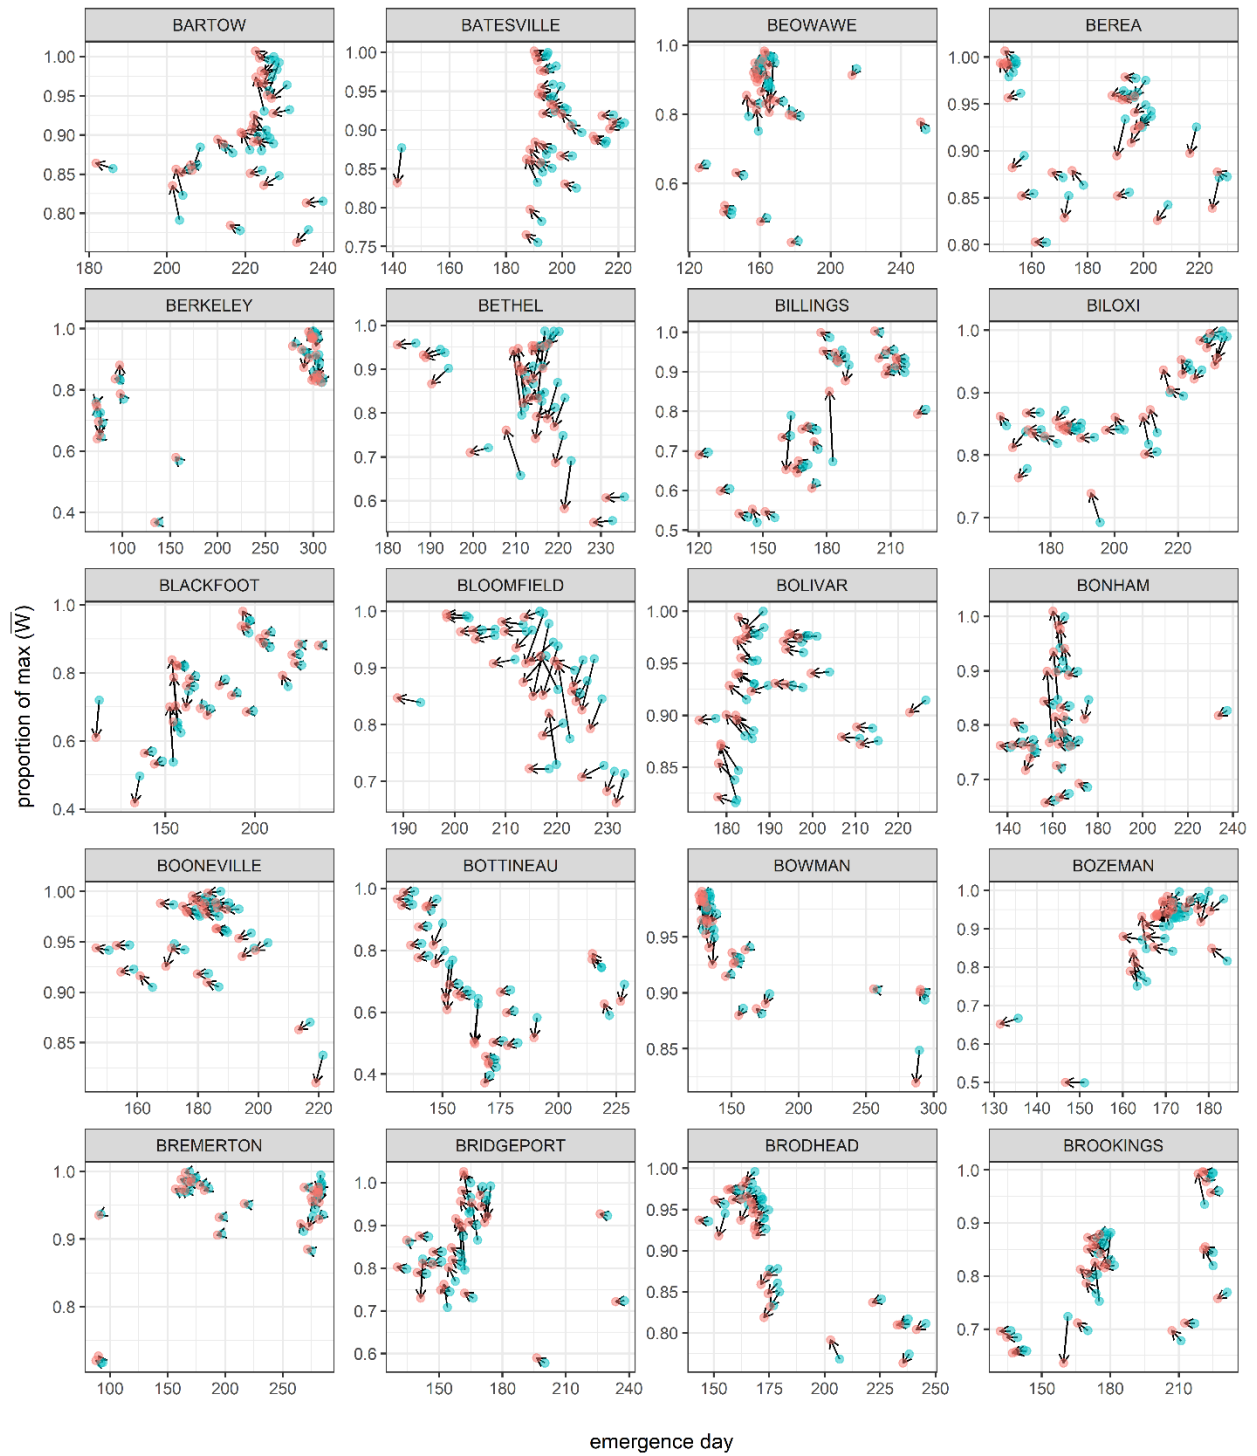 BARTOW BATESVILLE BEOWAWE BEREA
1.00 1.00 1.0 1.00
0.95 0.95 0.8 0.95
0.90 0.90 0.6 0.90
0.85 0.85 0.85
0.80 0.80 0.80
0.75
180 200 220 240 140 160 180 200 220 120 160 200 240 150 175 200 225
BERKELEY BETHEL BILLINGS BILOXI
1.0 1.0 1.0 1.0
0.8 0.9 0.9 0.9
0.6 0.8 0.8 0.8
0.4 0.7 0.7 0.7
0.6 0.6
0.5
100 150 200 250 300 180 190 200 210 220 230 120 150 180 210 180 200 220
BLACKFOOT BLOOMFIELD BOLIVAR BONHAM
1.0 1.0 1.00 1.0
0.8 0.9 0.95 0.9
0.6 0.8 0.90 0.8
0.4 0.7 0.85 0.7
150 200 190 200 210 220 230 180 190 200 210 220 140 160 180 200 220 240
BOONEVILLE BOTTINEAU BOWMAN BOZEMAN
1.00 1.0 0.95 1.0
0.95 0.8 0.90 0.9
0.90 0.6 0.85 0.8
0.85 0.4 0.7
0.6
0.5
160 180 200 220 150 175 200 225 150 200 250 300 130 140 150 160 170 180
BREMERTON BRIDGEPORT BRODHEAD BROOKINGS
1.0 1.0 1.00 1.0
0.9 0.9 0.95 0.9
0.8 0.8 0.90 0.8
0.7 0.85 0.7
0.6 0.80
100 150 200 250 150 180 210 240 150 175 200 225 250 150 180 210
proportion of max (W̅)
emergence day